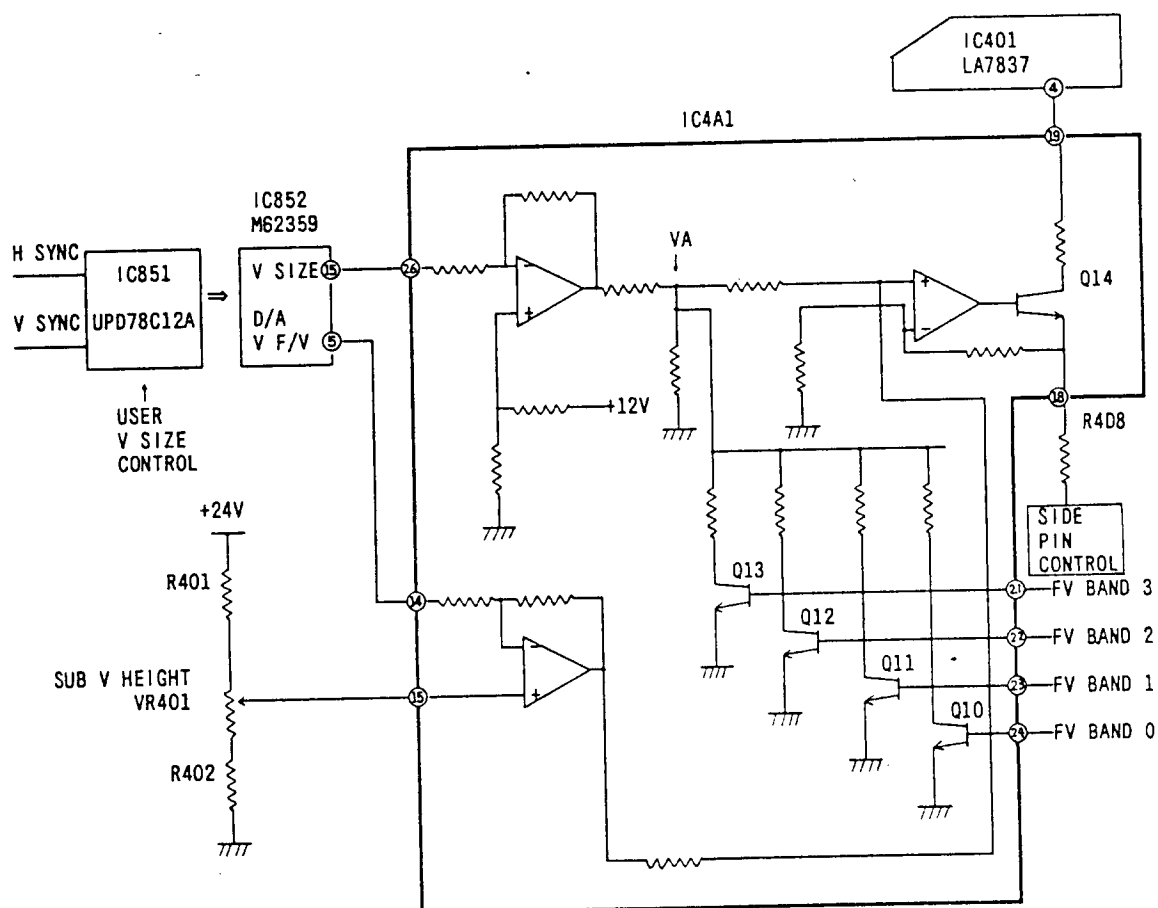 IC401
LA7837
4
IC4A1
19
IC852
M62359
H SYNC
IC851
V SIZE
15
26
VA
Q14
V SYNC
UPD78C12A
⇒
D/A
V F/V
5
+12V
18
R4D8
USER
V SIZE
CONTROL
+24V
SIDE
PIN
CONTROL
R401
Q13
21
FV BAND 3
14
Q12
22
FV BAND 2
SUB V HEIGHT
VR401
15
Q11
23
FV BAND 1
Q10
24
FV BAND 0
R402